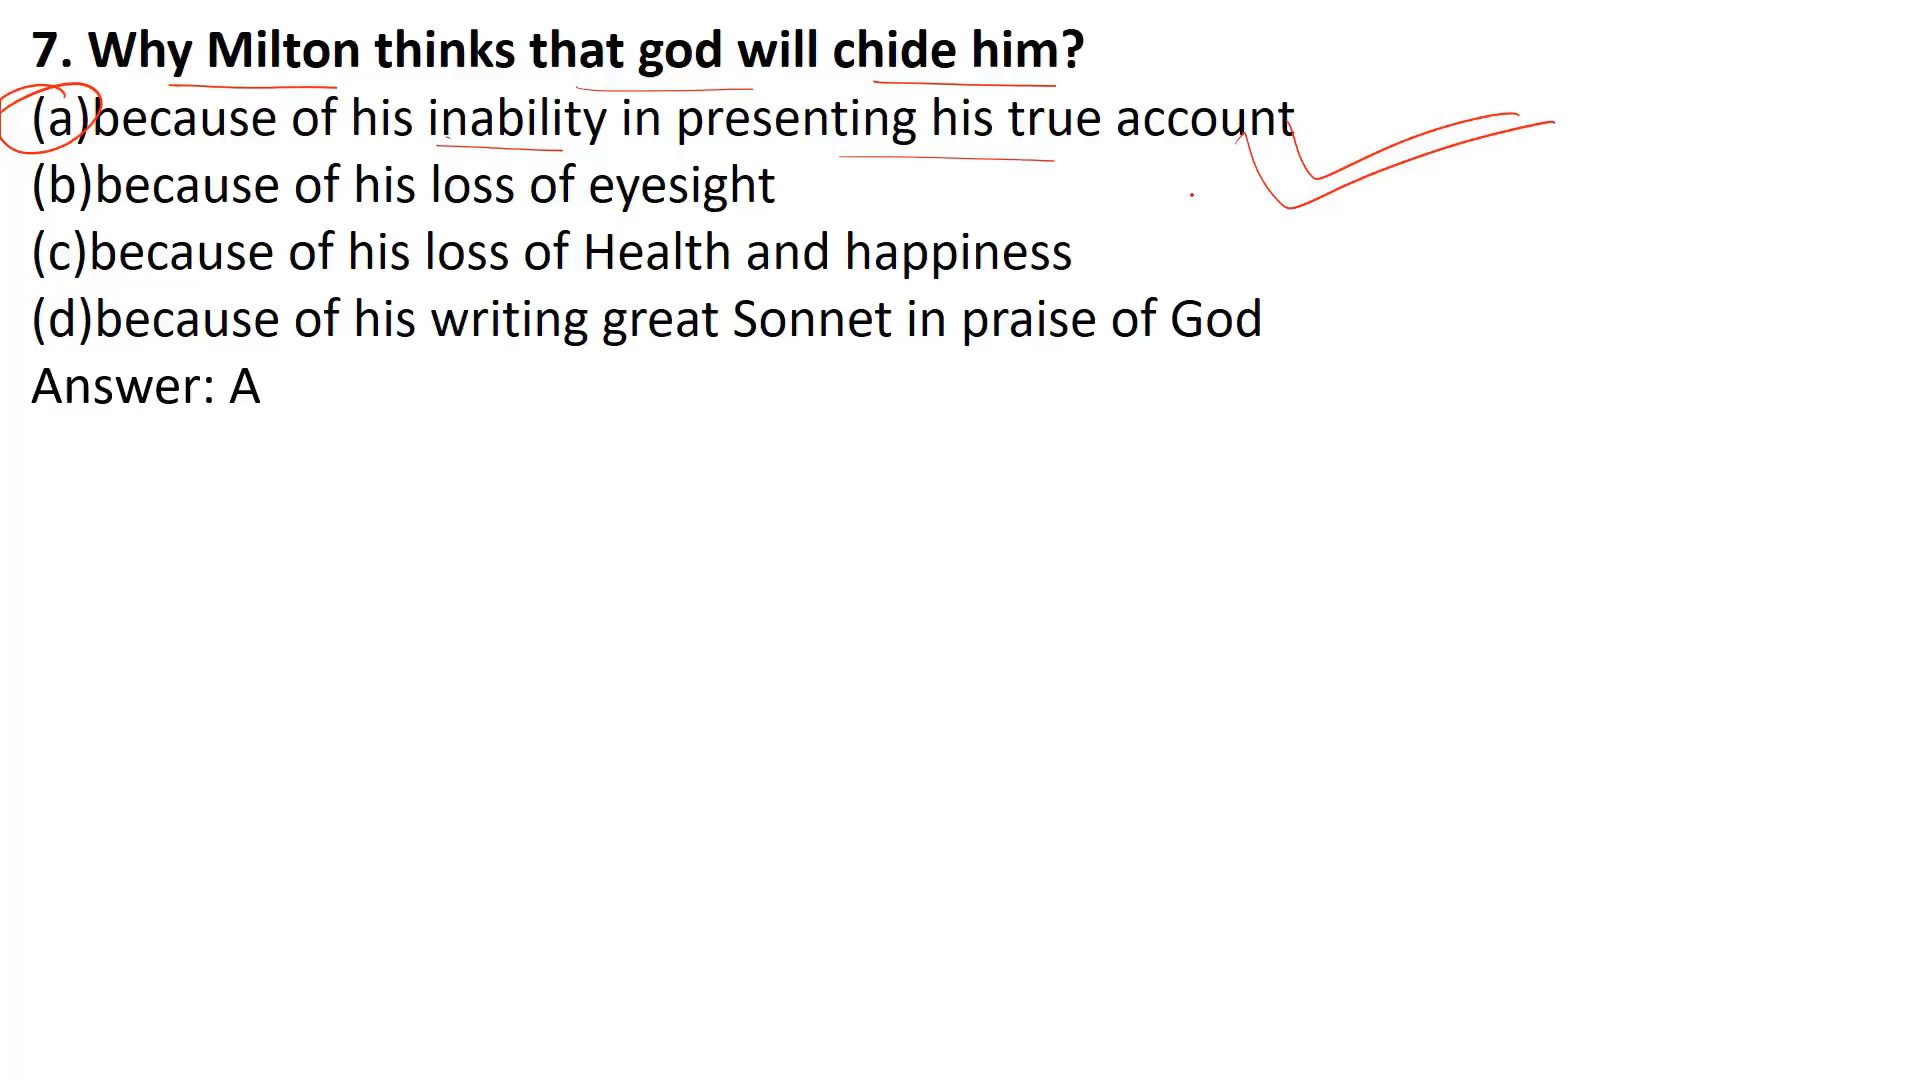 7. Why Milton thinks that god will chide him?
(a)because of his inability in presenting his true account
(b)because of his loss of eyesight
(c)because of his loss of Health and happiness
(d)because of his writing great Sonnet in praise of God
Answer: A